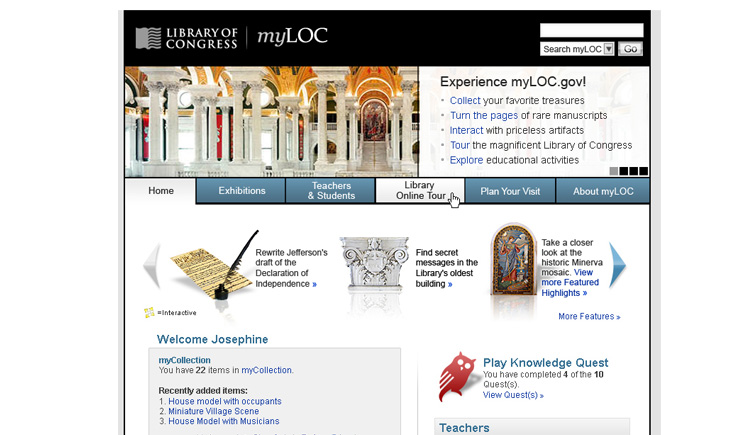 LIBRARY OF
CONGRESS
myLOC
Search myLOC
Go
Experience myLOC.gov!
Collect your favorite treasures
Turn the pages of rare manuscripts
Interact with priceless artifacts
Tour the magnificent Library of Congress
Explore educational activities
Home
Exhibitions
Teachers
& Students
Library
Online Tour
Plan Your Visit
About myLOC
Rewrite Jefferson's
draft of the
Declaration of
Independence »
Find secret
messages in the
Library's oldest
building »
Take a closer
look at the
historic Minerva
mosaic. View
more Featured
Highlights »
=Interactive
More Features »
Welcome Josephine
myCollection
You have 22 items in myCollection.
Recently added items:
1. House model with occupants
2. Miniature Village Scene
3. House Model with Musicians
Play Knowledge Quest
You have completed 4 of the 10
Quest(s).
View Quest(s) »
Teachers